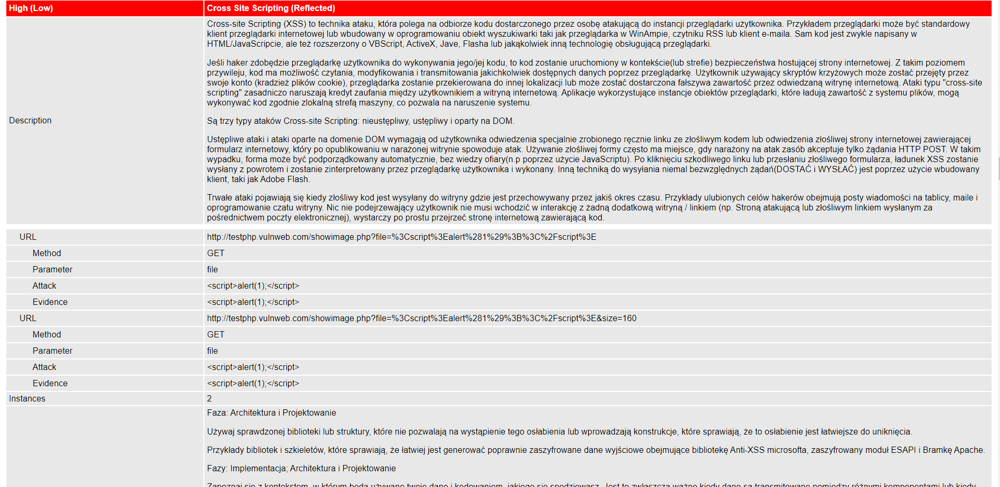 High (Low) Cross Site Scripting (Reflected)
Cross-site Scripting (XSS) to technika ataku, która polega na odbiorze kodu dostarczonego przez osobę atakującą do instancji przeglądarki użytkownika. Przykładem przeglądarki może być standardowy
klient przeglądarki internetowej lub wbudowany w oprogramowaniu obiekt wyszukiwarki taki jak przeglądarka w WinAmpie, czytniku RSS lub klient e-maila. Sam kod jest zwykle napisany w
HTML/JavaScripcie, ale też rozszerzony o VBScript, ActiveX, Jave, Flasha lub jakąkolwiek inną technologię obsługującą przeglądarki.
Jeśli haker zdobędzie przeglądarkę użytkownika do wykonywania jego/jej kodu, to kod zostanie uruchomiony w kontekście(lub strefie) bezpieczeństwa hostującej strony internetowej. Z takim poziomem
przywileju, kod ma możliwość czytania, modyfikowania i transmitowania jakichkolwiek dostępnych danych poprzez przeglądarkę. Użytkownik używający skryptów krzyżowych może zostać przejęty przez
swoje konto (kradzież plików cookie), przeglądarka zostanie przekierowana do innej lokalizacji lub może zostać dostarczona fałszywa zawartość przez odwiedzaną witrynę internetową. Ataki typu "cross-site
scripting" zasadniczo naruszają kredyt zaufania między użytkownikiem a witryną internetową. Aplikacje wykorzystujące instancje obiektów przeglądarki, które ładują zawartość z systemu plików, mogą
wykonywać kod zgodnie zlokalną strefą maszyny, co pozwala na naruszenie systemu.
Description
Są trzy typy ataków Cross-site Scripting: nieustępliwy, ustępliwy i oparty na DOM.
Ustępliwe ataki i ataki oparte na domenie DOM wymagają od użytkownika odwiedzenia specjalnie zrobionego ręcznie linku ze złośliwym kodem lub odwiedzenia złośliwej strony internetowej zawierającej
formularz internetowy, który po opublikowaniu w narażonej witrynie spowoduje atak. Używanie złośliwej formy często ma miejsce, gdy narażony na atak zasób akceptuje tylko żądania HTTP POST. W takim
wypadku, forma może być podporządkowany automatycznie, bez wiedzy ofiary(n.p poprzez użycie JavaScriptu). Po kliknięciu szkodliwego linku lub przesłaniu złośliwego formularza, ładunek XSS zostanie
wysłany z powrotem i zostanie zinterpretowany przez przeglądarkę użytkownika i wykonany. Inną techniką do wysyłania niemal bezwzględnych żądań(DOSTAĆ i WYSŁAĆ) jest poprzez użycie wbudowany
klient, taki jak Adobe Flash.
Trwałe ataki pojawiają się kiedy złośliwy kod jest wysyłany do witryny gdzie jest przechowywany przez jakiś okres czasu. Przykłady ulubionych celów hakerów obejmują posty wiadomości na tablicy, maile i
oprogramowanie czatu witryny. Nic nie podejrzewający użytkownik nie musi wchodzić w interakcję z żadną dodatkową witryną / linkiem (np. Stroną atakującą lub złośliwym linkiem wysłanym za
pośrednictwem poczty elektronicznej), wystarczy po prostu przejrzeć stronę internetową zawierającą kod.
URL http://testphp.vulnweb.com/showimage.php?file=%3Cscript%3Ealert%281%29%3B%3C%2Fscript%3E
Method GET
Parameter file
Attack <script>alert(1);</script>
Evidence <script>alert(1);</script>
URL http://testphp.vulnweb.com/showimage.php?file=%3Cscript%3Ealert%281%29%3B%3C%2Fscript%3E&size=160
Method GET
Parameter file
Attack <script>alert(1);</script>
Evidence <script>alert(1);</script>
Instances 2
Faza: Architektura i Projektowanie
Używaj sprawdzonej biblioteki lub struktury, które nie pozwalają na wystąpienie tego osłabienia lub wprowadzają konstrukcje, które sprawiają, że to osłabienie jest łatwiejsze do uniknięcia.
Przykłady bibliotek i szkieletów, które sprawiają, że łatwiej jest generować poprawnie zaszyfrowane dane wyjściowe obejmujące bibliotekę Anti-XSS microsofta, zaszyfrowany moduł ESAPI i Bramkę Apache.
Fazy: Implementacja; Architektura i Projektowanie
Zapoznaj się z kontekstem, w którym będą używane twoje dane i kodowaniem, jakiego się spodziewasz. Jest to zwłaszcza ważne kiedy dane są transmitowane pomiędzy różnymi komponentami lub kiedy